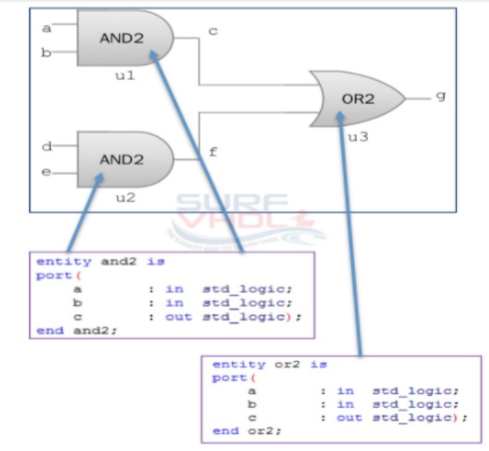 a
AND2
c
b
u1
OR2
g
u3
d
AND2
f
e
u2
SURF
VHDL
entity and2 is
port(
a : in std_logic;
b : in std_logic;
c : out std_logic);
end and2;
entity or2 is
port(
a : in std_logic;
b : in std_logic;
c : out std_logic);
end or2;